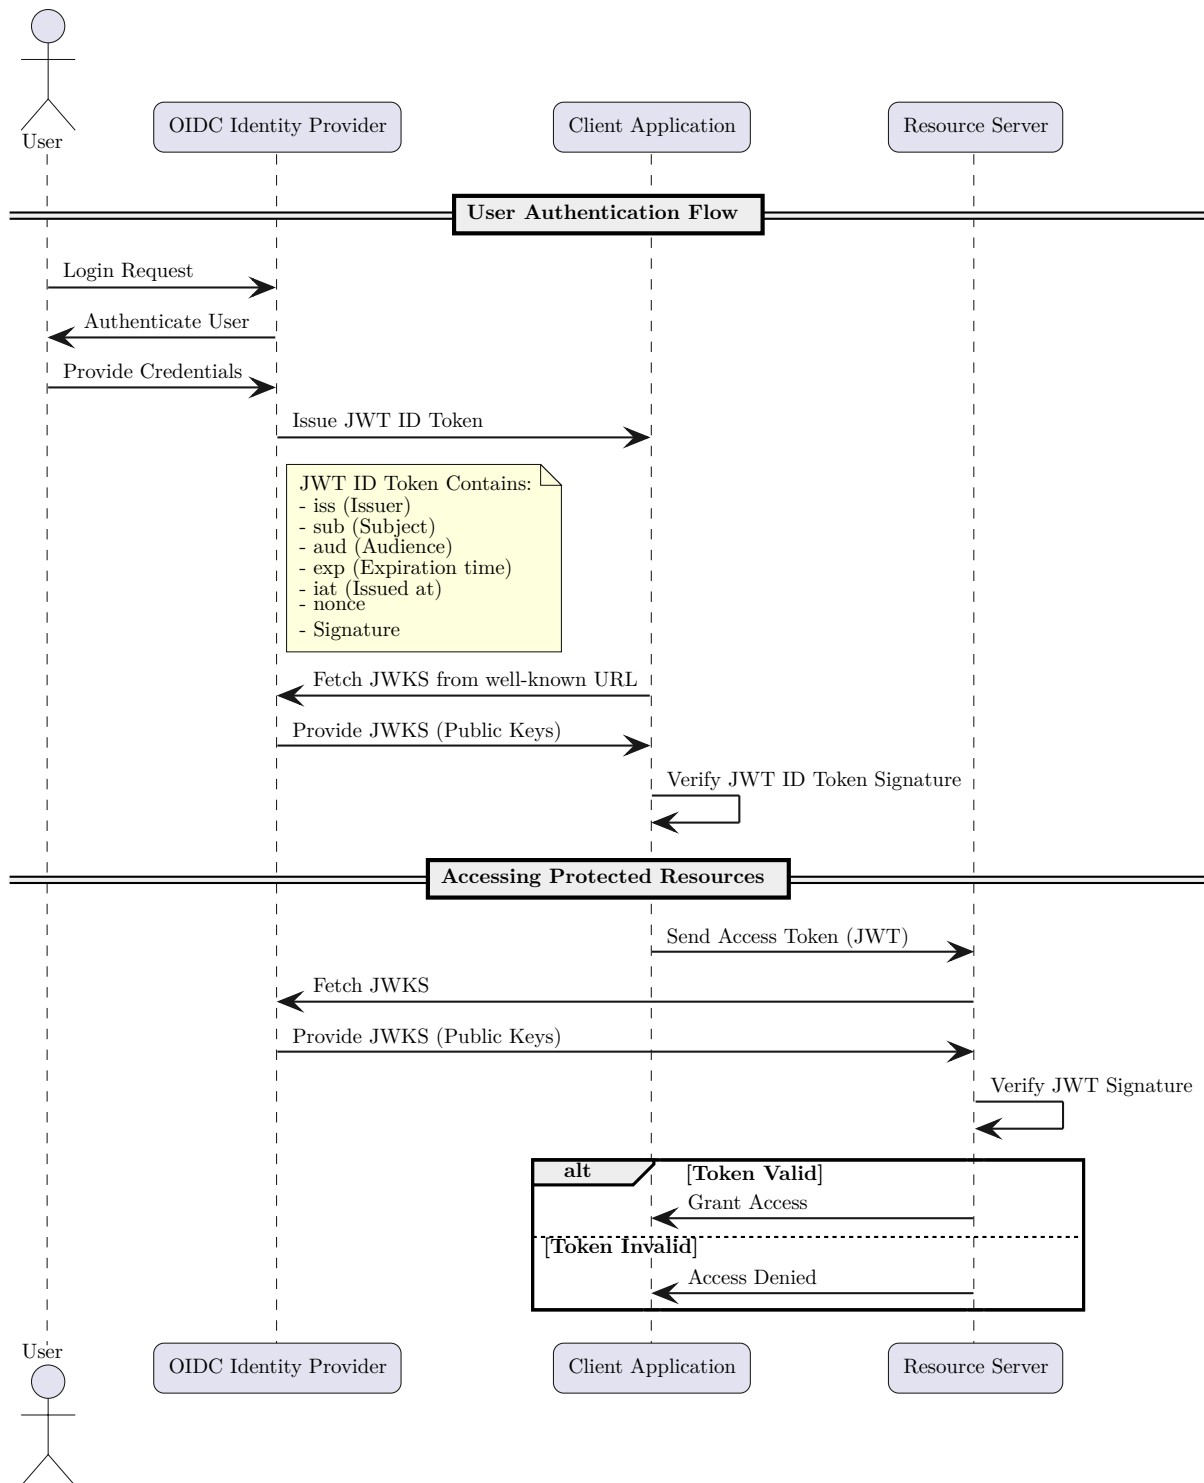 User
OIDC Identity Provider
Client Application
Resource Server
User Authentication Flow
Login Request
Authenticate User
Provide Credentials
Issue JWT ID Token
JWT ID Token Contains:
- iss (Issuer)
- sub (Subject)
- aud (Audience)
- exp (Expiration time)
- iat (Issued at)
- nonce
- Signature
Fetch JWKS from well-known URL
Provide JWKS (Public Keys)
Verify JWT ID Token Signature
Accessing Protected Resources
Send Access Token (JWT)
Fetch JWKS
Provide JWKS (Public Keys)
Verify JWT Signature
alt
[Token Valid]
Grant Access
[Token Invalid]
Access Denied
User
OIDC Identity Provider
Client Application
Resource Server